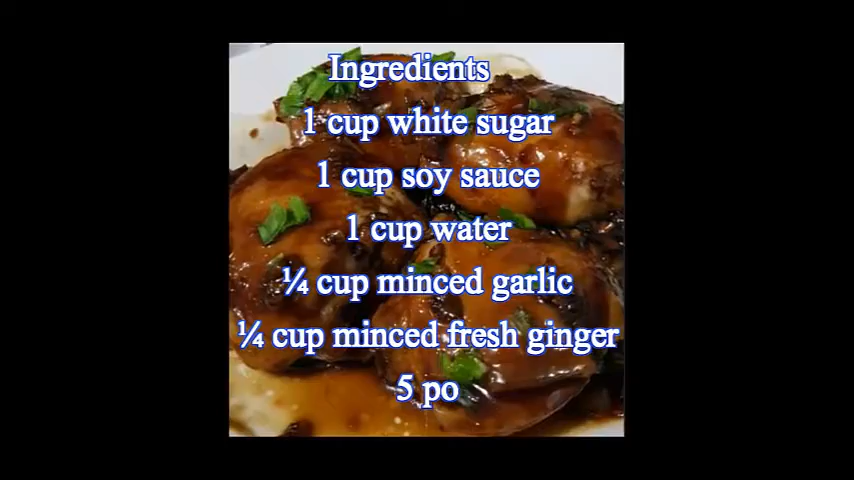 Ingredients
1 cup white sugar
1 cup soy sauce
1 cup water
¼ cup minced garlic
¼ cup minced fresh ginger
5 po